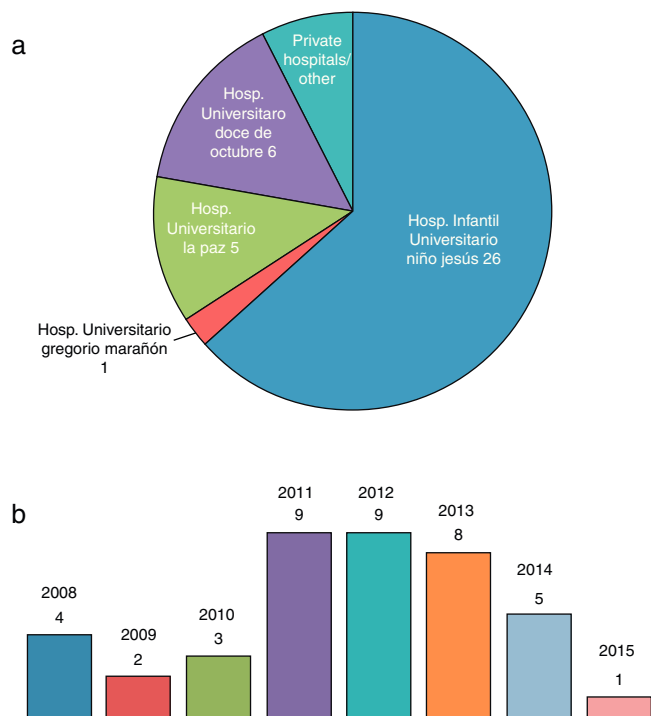 a
Private
hospitals/
other
Hosp.
Universitaro
doce de
octubre 6
Hosp.
Universitario
la paz 5
Hosp. Infantil
Universitario
niño jesús 26
Hosp. Universitario
gregorio marañón
1
b
2008
4
2009
2
2010
3
2011
9
2012
9
2013
8
2014
5
2015
1